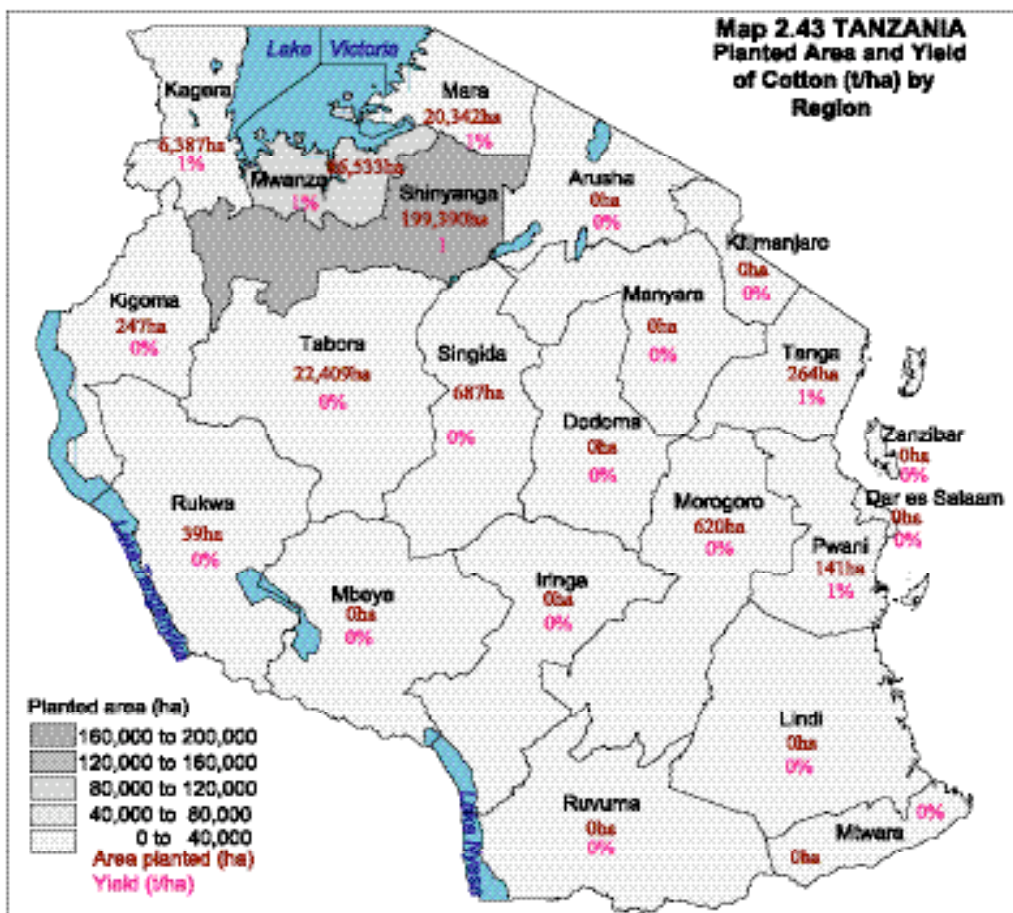 Map 2.43 TANZANIA
Planted Area and Yield
of Cotton (t/ha) by
Region
Lake Victoria
Kagera
6,387ha
1%
Mara
20,342ha
1%
Mwanza
1%
Shinyanga
199,390ha
1
Arusha
0ha
0%
Kilimanjaro
0ha
0%
Kigoma
247ha
0%
Tabora
22,409ha
0%
Singida
687ha
0%
Manyara
0ha
0%
Tanga
264ha
1%
Dodoma
0ha
0%
Zanzibar
0ha
0%
Rukwa
39ha
0%
Morogoro
620ha
0%
Dar es Salaam
0ha
0%
Pwani
141ha
1%
Lake Tanganyika
Mbeya
0ha
0%
Iringa
0ha
0%
Lindi
0ha
0%
Lake Nyasa
Ruvuma
0ha
0%
Mtwara
0ha
0%
Planted area (ha)
160,000 to 200,000
120,000 to 160,000
80,000 to 120,000
40,000 to 80,000
0 to 40,000
Area planted (ha)
Yield (t/ha)